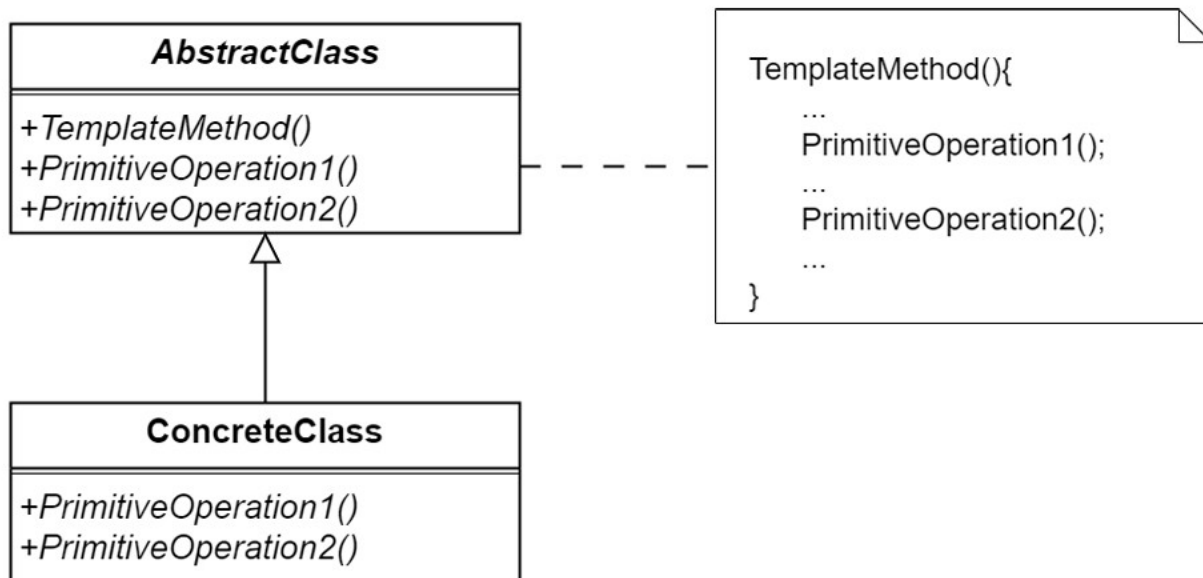 AbstractClass
+TemplateMethod()
+PrimitiveOperation1()
+PrimitiveOperation2()
TemplateMethod(){
...
PrimitiveOperation1();
...
PrimitiveOperation2();
...
}
ConcreteClass
+PrimitiveOperation1()
+PrimitiveOperation2()